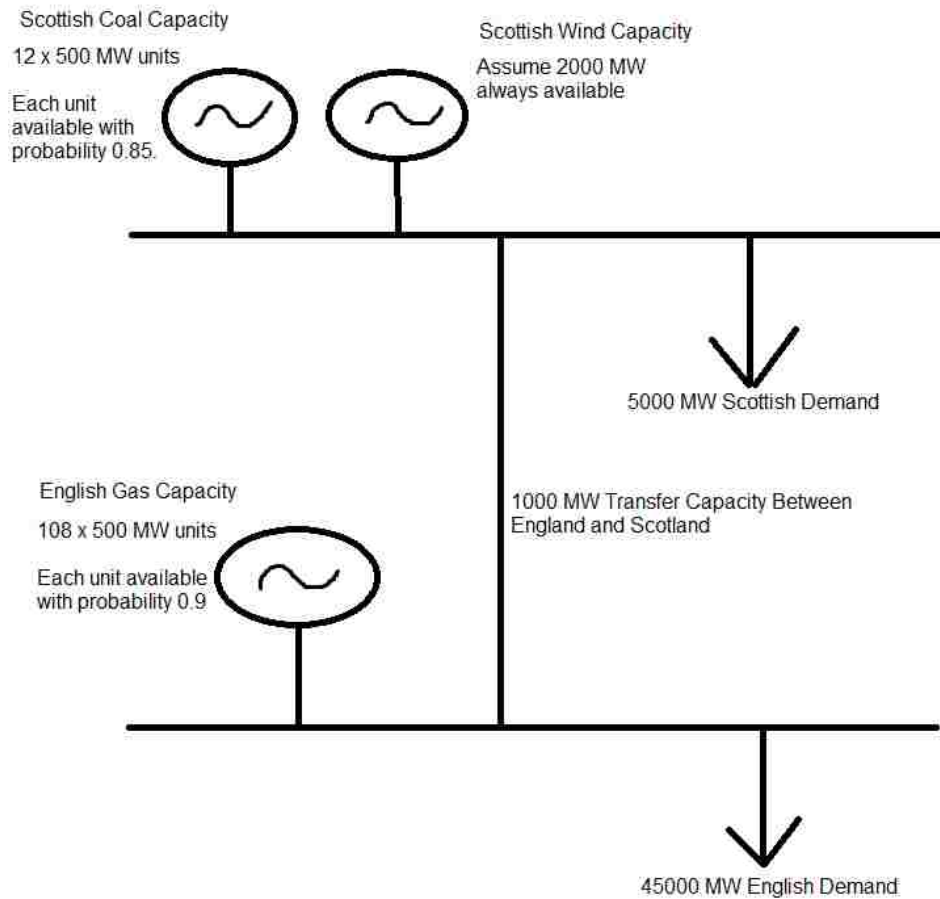 Scottish Coal Capacity
12 x 500 MW units
Each unit
available with
probability 0.85.
Scottish Wind Capacity
Assume 2000 MW
always available
5000 MW Scottish Demand
English Gas Capacity
108 x 500 MW units
Each unit available
with probability 0.9
1000 MW Transfer Capacity Between
England and Scotland
45000 MW English Demand